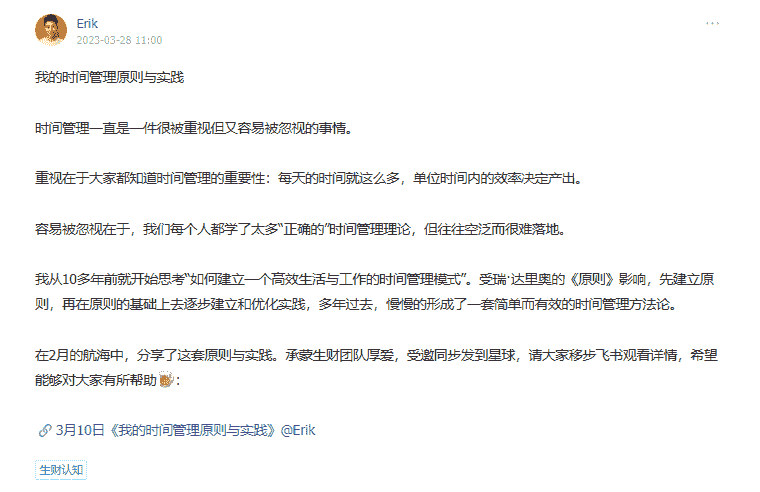 Erik
2023-03-28 11:00
我的时间管理原则与实践
时间管理一直是一件很被重视但又容易被忽视的事情。
重视在于大家都知道时间管理的重要性：每天的时间就这么多，单位时间内的效率决定产出。
容易被忽视在于，我们每个人都学了太多“正确的”时间管理理论，但往往空泛而很难落地。
我从10多年前就开始思考“如何建立一个高效生活与工作的时间管理模式”。受瑞·达里奥的《原则》影响，先建立原
则，再在原则的基础上去逐步建立和优化实践，多年过去，慢慢的形成了一套简单而有效的时间管理方法论。
在2月的航海中，分享了这套原则与实践。承蒙生财团队厚爱，受邀同步发到星球，请大家移步飞书观看详情，希望
能够对大家有所帮助🍻：
🔗 3月10日《我的时间管理原则与实践》@Erik
生财认知